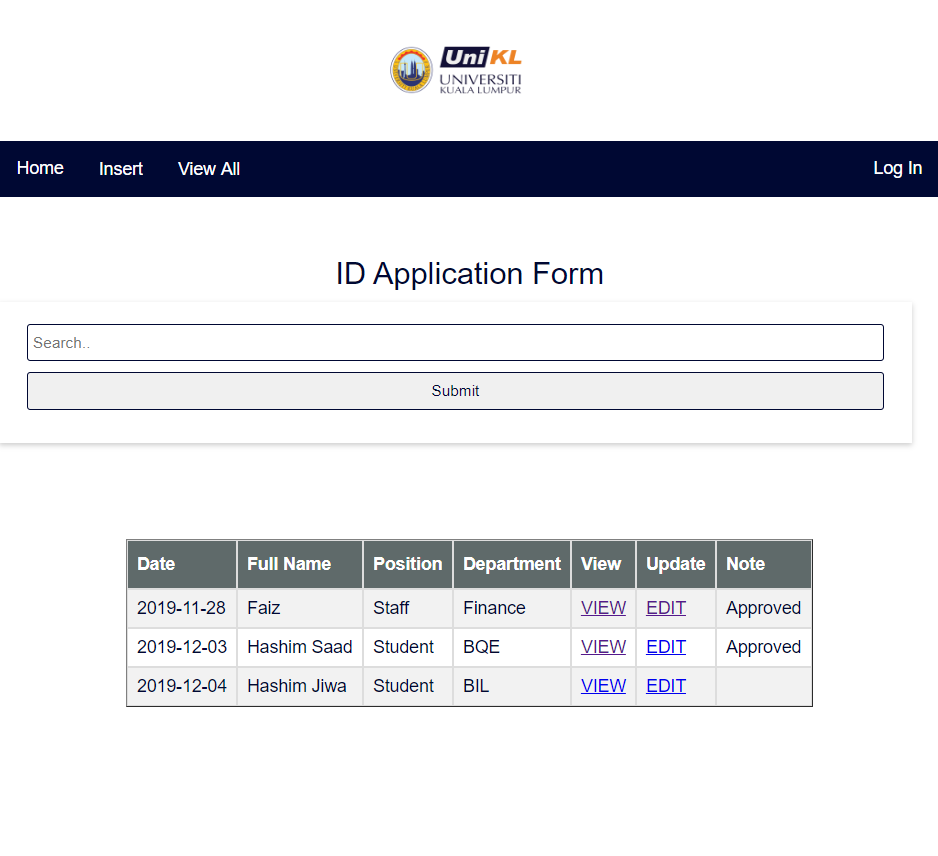 UniKL
UNIVERSITI
KUALA LUMPUR
Home Insert View All Log In
ID Application Form
Search..
Submit
Date Full Name Position Department View Update Note
2019-11-28 Faiz Staff Finance VIEW EDIT Approved
2019-12-03 Hashim Saad Student BQE VIEW EDIT Approved
2019-12-04 Hashim Jiwa Student BIL VIEW EDIT